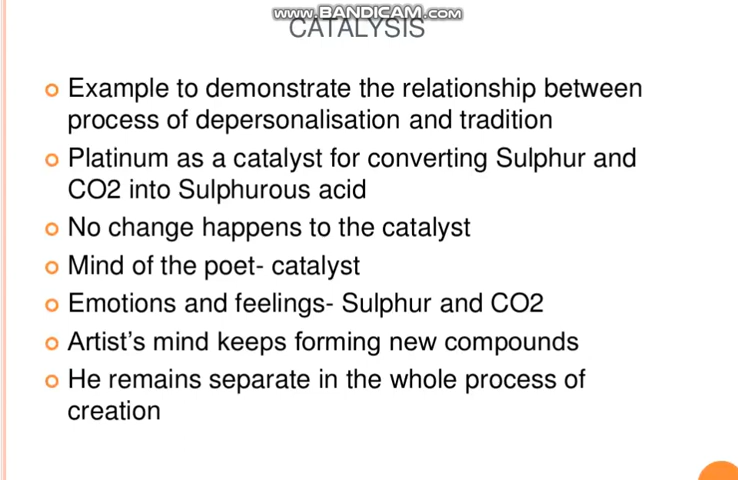 www.BANDICAM.com
CATALYSIS
Example to demonstrate the relationship between
process of depersonalisation and tradition
Platinum as a catalyst for converting Sulphur and
CO2 into Sulphurous acid
No change happens to the catalyst
Mind of the poet- catalyst
Emotions and feelings- Sulphur and CO2
Artist's mind keeps forming new compounds
He remains separate in the whole process of
creation